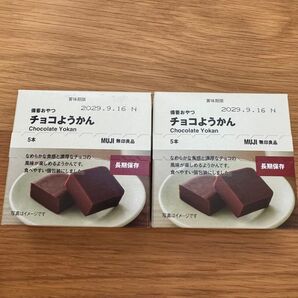 賞味期限
2029.9.16 N
備蓄おやつ
チョコようかん
Chocolate Yokan
5本
MUJI 無印良品
なめらかな食感と濃厚なチョコの
風味が楽しめるようかんです。
食べやすい個包装にしました。
長期保存
写真はイメージです
賞味期限
2029.9.16 N
備蓄おやつ
チョコようかん
Chocolate Yokan
5本
MUJI 無印良品
なめらかな食感と濃厚なチョコの
風味が楽しめるようかんです。
食べやすい個包装にしました。
長期保存
写真はイメージです